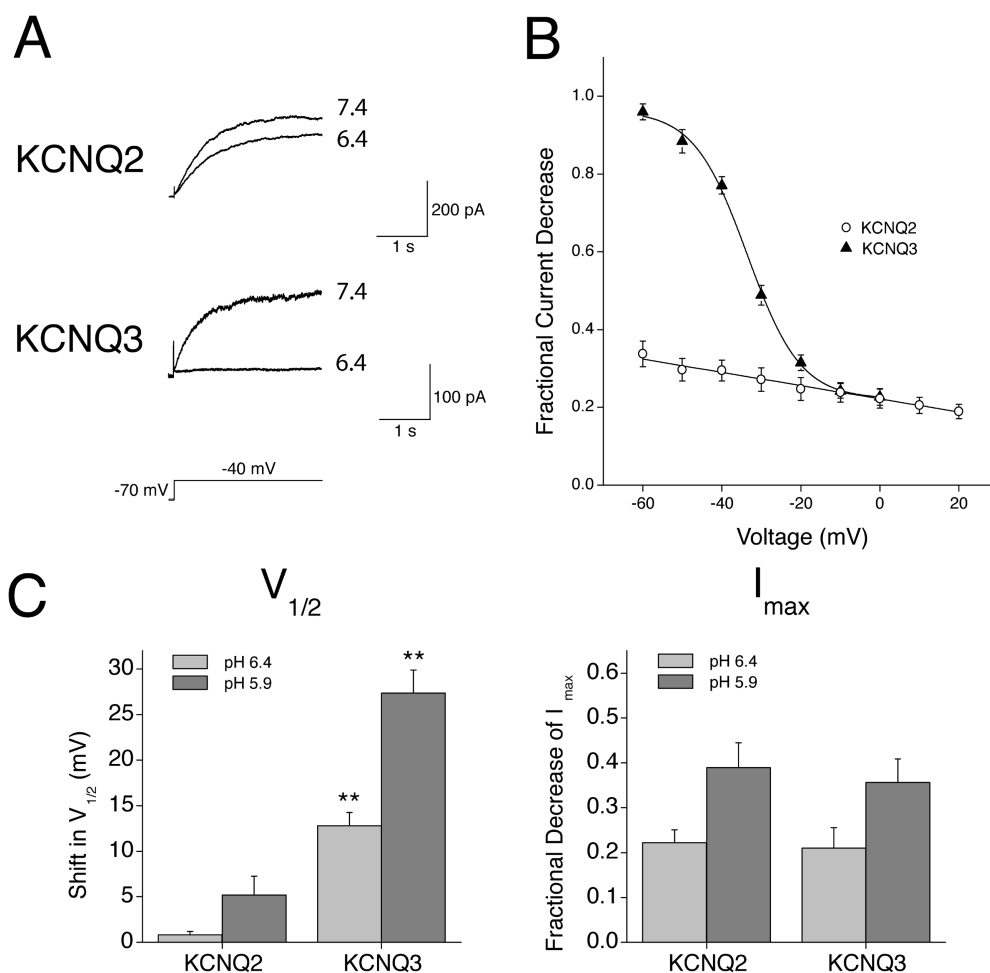 A
KCNQ2
7.4
6.4
200 pA
1 s
KCNQ3
7.4
6.4
100 pA
1 s
-40 mV
-70 mV
B
Fractional Current Decrease
1.0
0.8
0.6
0.4
0.2
0.0
KCNQ2
KCNQ3
-60
-40
-20
0
20
Voltage (mV)
C
V1/2
Shift in V1/2 (mV)
30
25
20
15
10
5
0
pH 6.4
pH 5.9
**
**
KCNQ2
KCNQ3
Imax
Fractional Decrease of Imax
0.6
0.5
0.4
0.3
0.2
0.1
0.0
pH 6.4
pH 5.9
KCNQ2
KCNQ3